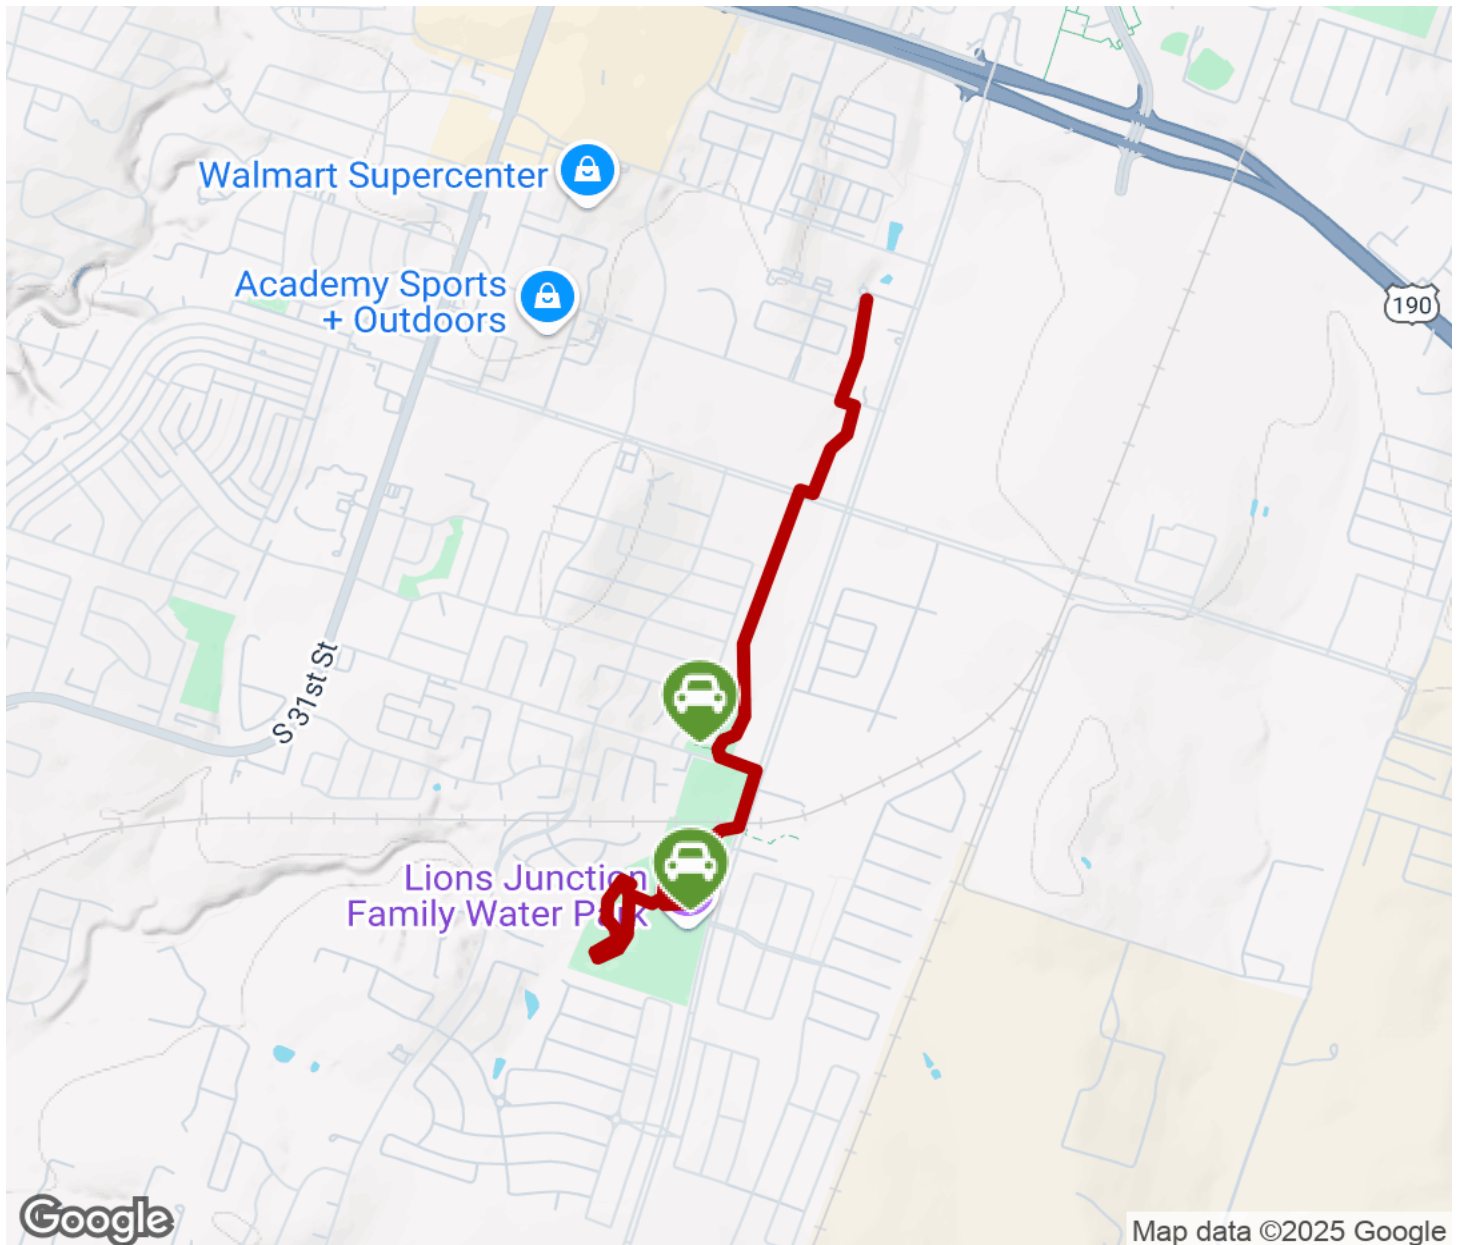 Walmart Supercenter
Academy Sports
+ Outdoors
190
S 31st St
Lions Junction
Family Water Park
Google
Map data ©2025 Google